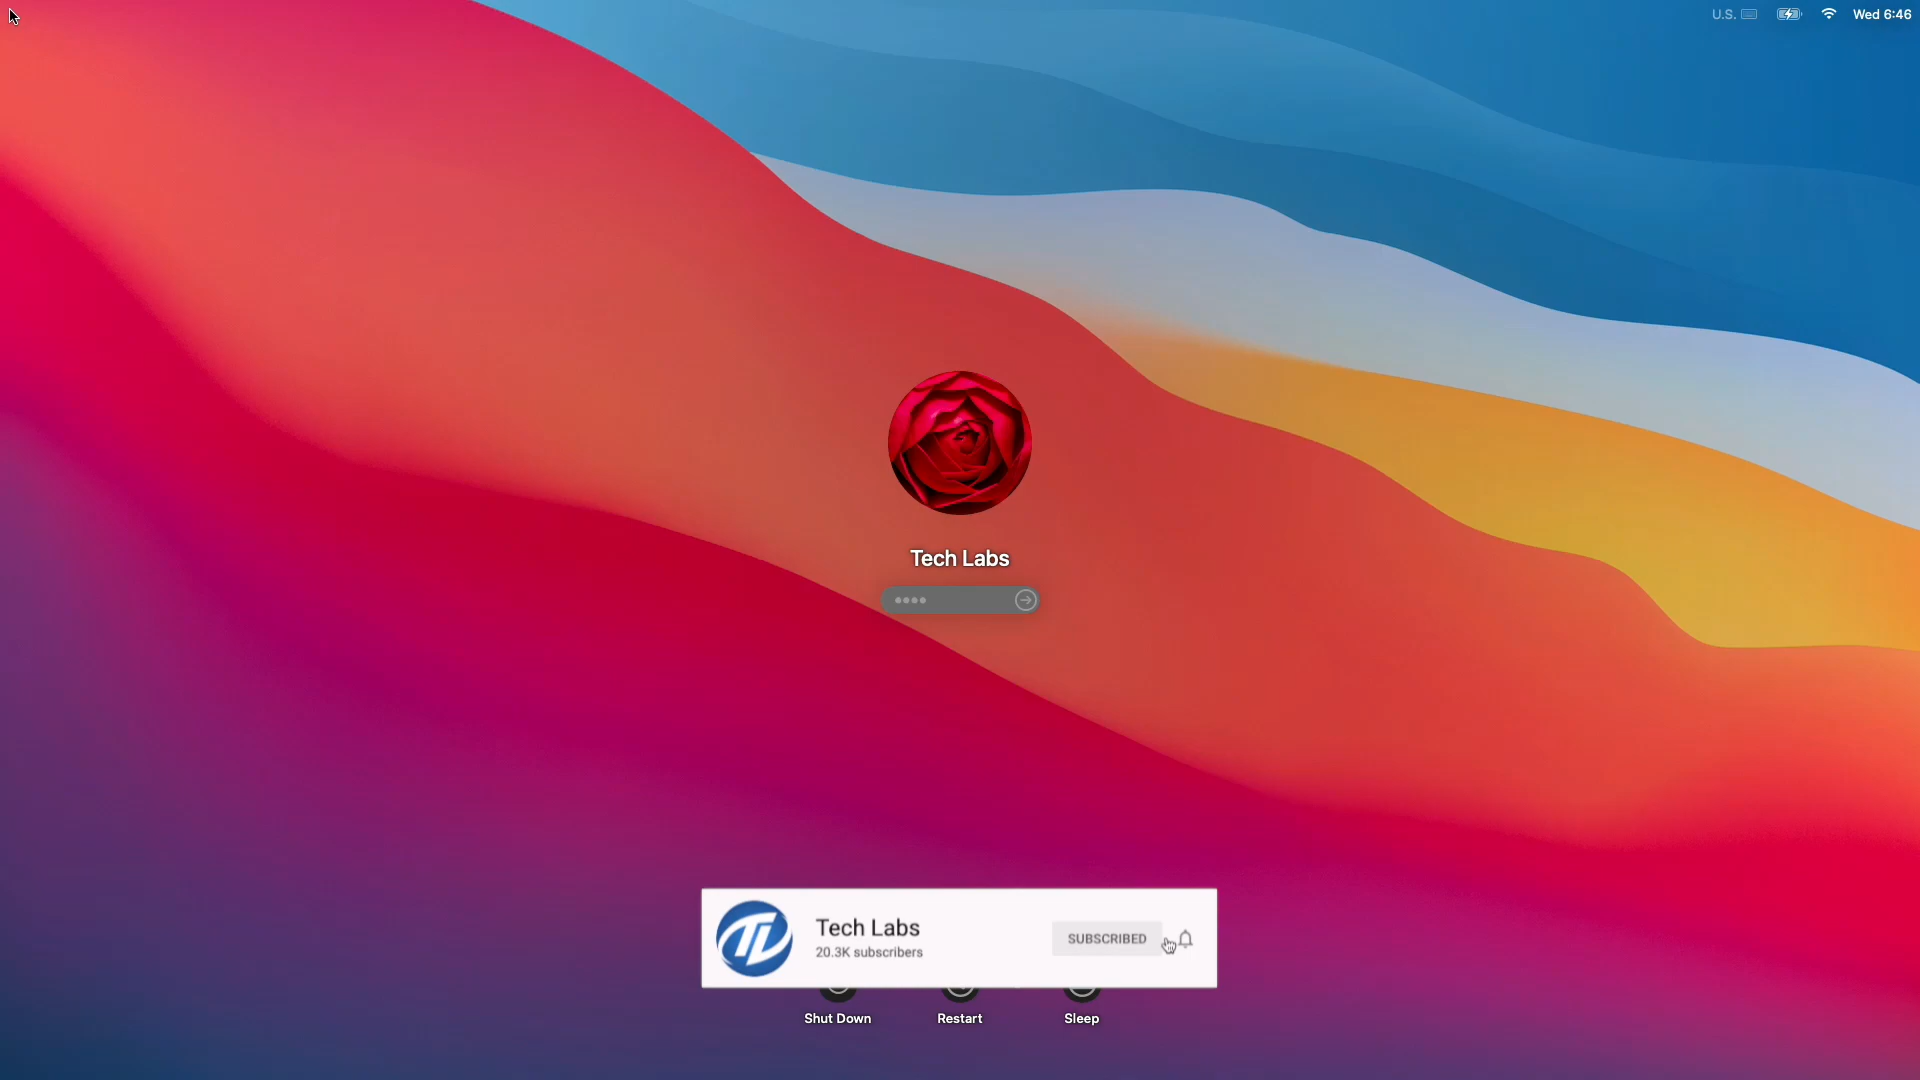 U.S.
Wed 6:46
Tech Labs
Tech Labs
20.3K subscribers
SUBSCRIBED
Shut Down
Restart
Sleep